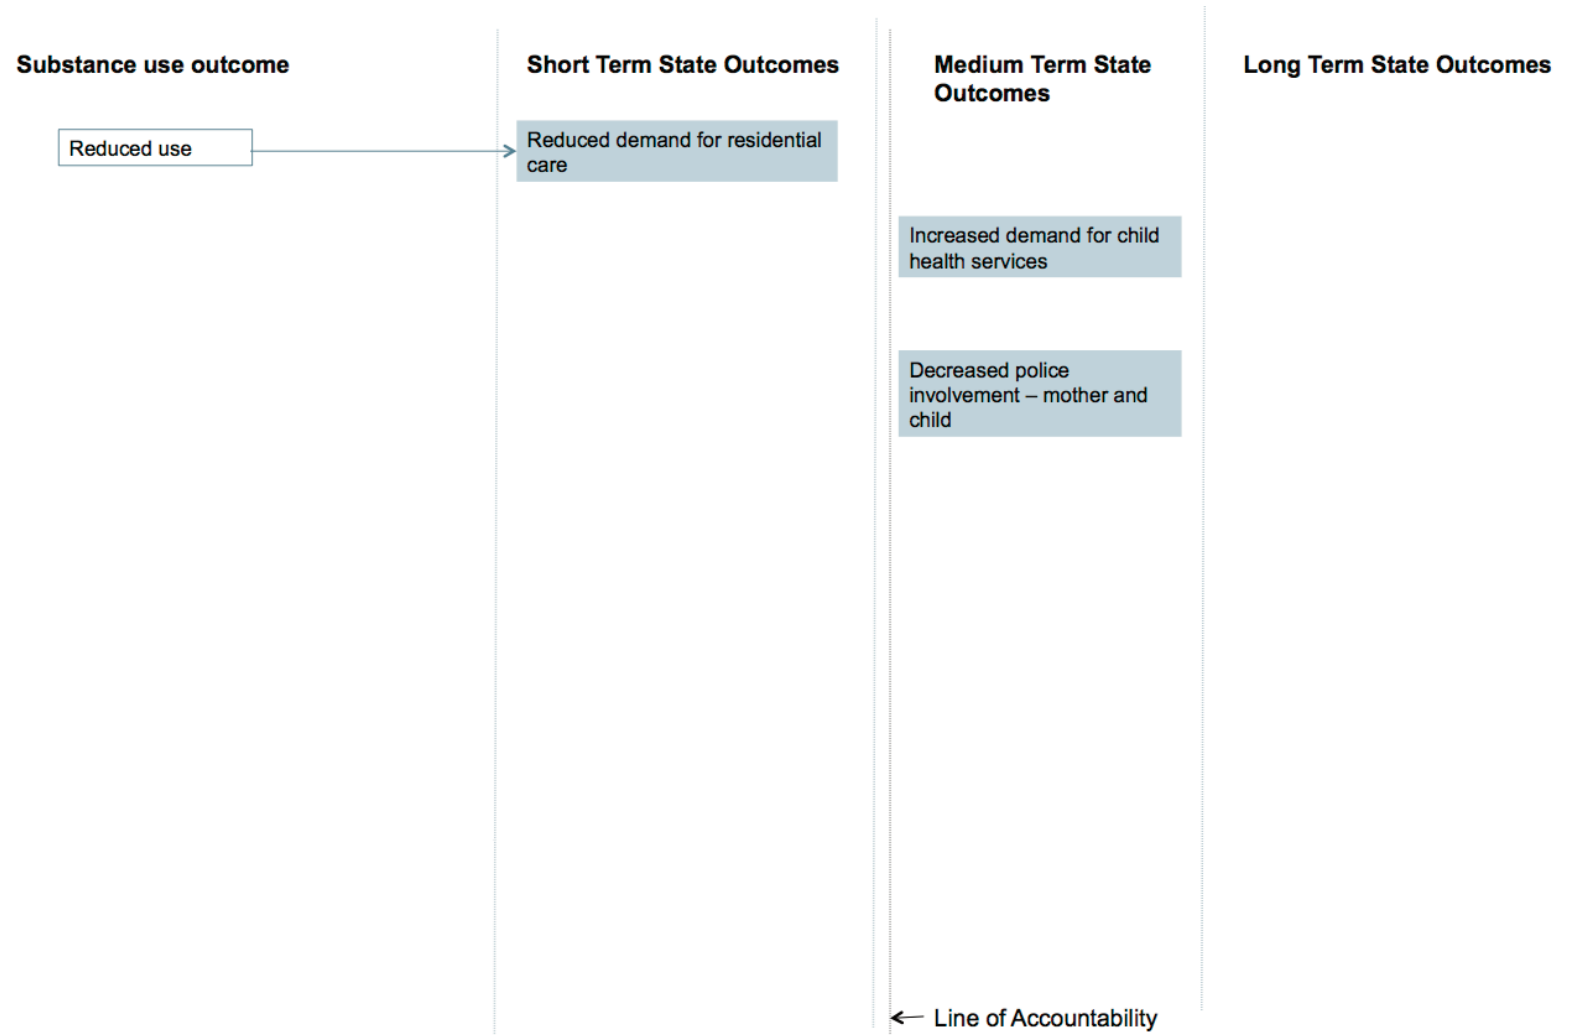 Substance use outcome
Short Term State Outcomes
Medium Term State
Outcomes
Long Term State Outcomes
Reduced use
Reduced demand for residential
care
Increased demand for child
health services
Decreased police
involvement – mother and
child
Line of Accountability